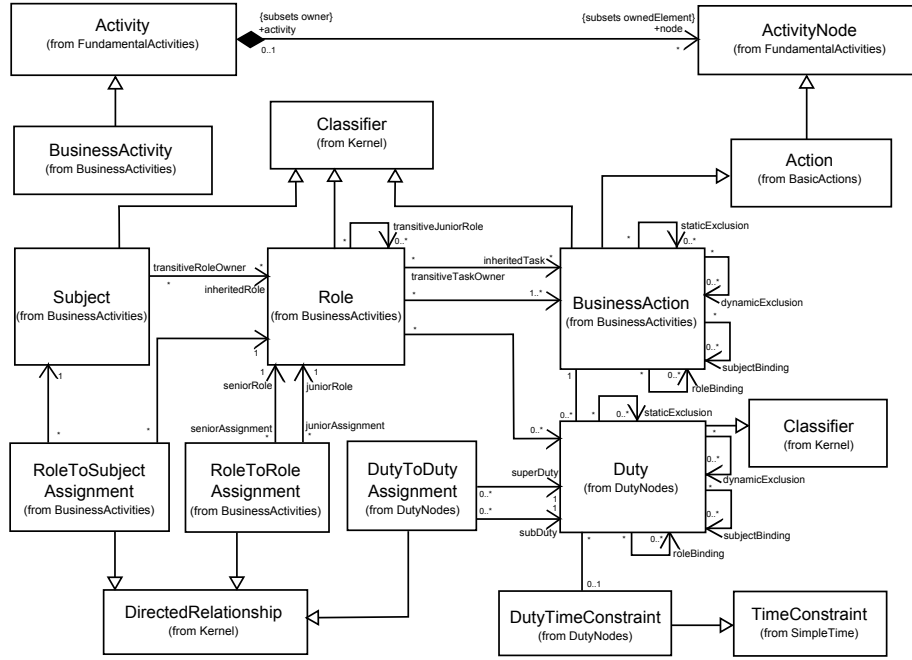 {subsets owner}
{subsets ownedElement}
Activity
(from FundamentalActivities)
+activity
0..1
+node
*
ActivityNode
(from FundamentalActivities)
BusinessActivity
(from BusinessActivities)
Classifier
(from Kernel)
Action
(from BasicActions)
transitiveJuniorRole
*
0..*
staticExclusion
*
0..*
Subject
(from BusinessActivities)
transitiveRoleOwner
*
*
inheritedRole
Role
(from BusinessActivities)
*
inheritedTask
*
transitiveTaskOwner
*
1..*
*
BusinessAction
(from BusinessActivities)
*
0..*
dynamicExclusion
*
0..*
subjectBinding
1
*
0..*
roleBinding
1
1
1
1
seniorRole
juniorRole
seniorAssignment
*
juniorAssignment
*
*
*
0..*
0..*
*
0..*
staticExclusion
Classifier
(from Kernel)
RoleToSubject
Assignment
(from BusinessActivities)
RoleToRole
Assignment
(from BusinessActivities)
DutyToDuty
Assignment
(from DutyNodes)
superDuty
0..*
1
1
0..*
subDuty
Duty
(from DutyNodes)
*
0..*
dynamicExclusion
*
0..*
subjectBinding
*
*
0..*
roleBinding
0..1
DirectedRelationship
(from Kernel)
DutyTimeConstraint
(from DutyNodes)
TimeConstraint
(from SimpleTime)